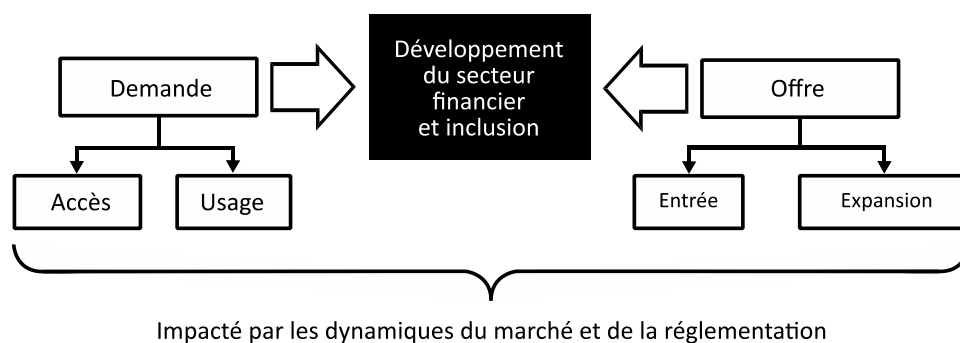 Développement
du secteur
financier
et inclusion
Demande
Offre
Accès
Usage
Entrée
Expansion
Impacté par les dynamiques du marché et de la réglementation